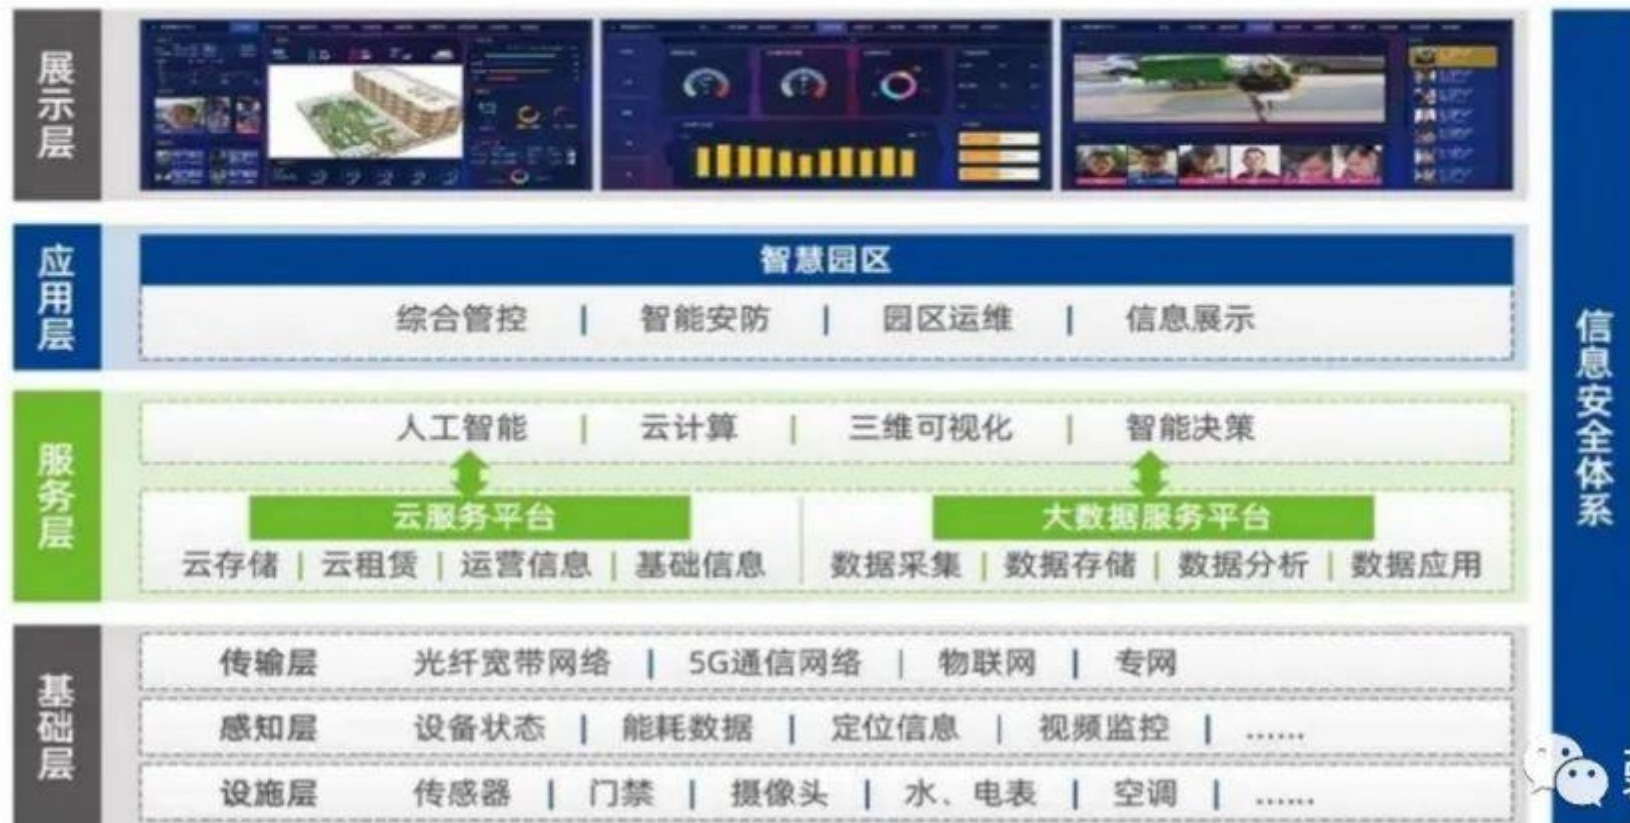 展示层
应用层
智慧园区
综合管控 | 智能安防 | 园区运维 | 信息展示
服务层
人工智能 | 云计算 | 三维可视化 | 智能决策
云服务平台
云存储 | 云租赁 | 运营信息 | 基础信息
大数据服务平台
数据采集 | 数据存储 | 数据分析 | 数据应用
基础层
传输层 光纤宽带网络 | 5G通信网络 | 物联网 | 专网
感知层 设备状态 | 能耗数据 | 定位信息 | 视频监控 | ……
设施层 传感器 | 门禁 | 摄像头 | 水、电表 | 空调 | ……
信息安全体系